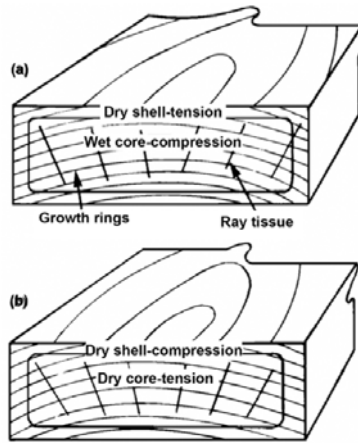 (a)
Dry shell-tension
Wet core-compression
Growth rings
Ray tissue
(b)
Dry shell-compression
Dry core-tension